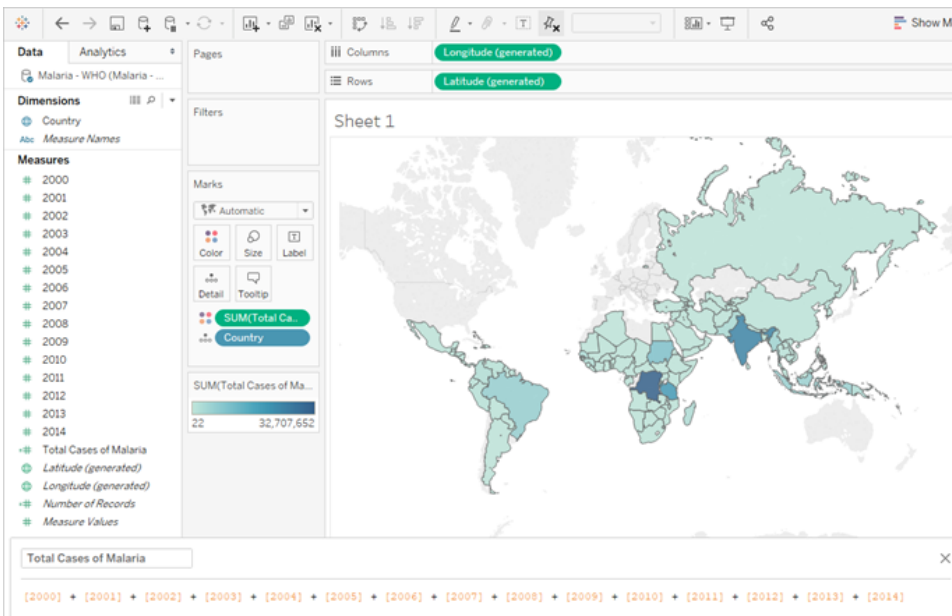 Show M
Data Analytics
Malaria - WHO (Malaria - ...
Dimensions
Country
Abc Measure Names
Measures
# 2000
# 2001
# 2002
# 2003
# 2004
# 2005
# 2006
# 2007
# 2008
# 2009
# 2010
# 2011
# 2012
# 2013
# 2014
=# Total Cases of Malaria
Latitude (generated)
Longitude (generated)
=# Number of Records
# Measure Values
Pages
Filters
Marks
Automatic
Color Size Label
Detail Tooltip
SUM(Total Ca..
Country
SUM(Total Cases of Ma...
22 32,707,652
Columns Longitude (generated)
Rows Latitude (generated)
Sheet 1
Total Cases of Malaria
[2000] + [2001] + [2002] + [2003] + [2004] + [2005] + [2006] + [2007] + [2008] + [2009] + [2010] + [2011] + [2012] + [2013] + [2014]